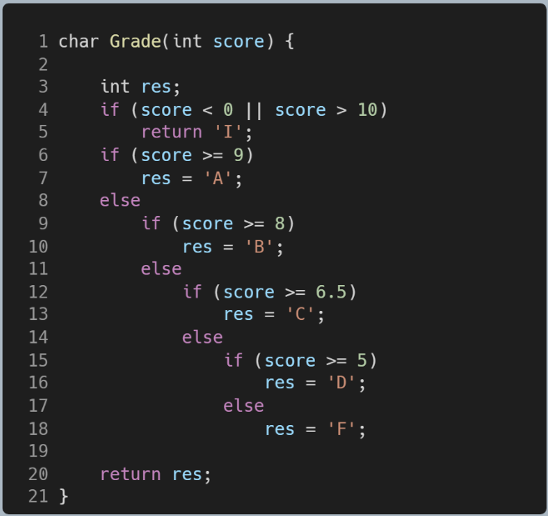 1 char Grade(int score) {
2
3     int res;
4     if (score < 0 || score > 10)
5         return 'I';
6     if (score >= 9)
7         res = 'A';
8     else
9         if (score >= 8)
10             res = 'B';
11         else
12             if (score >= 6.5)
13                 res = 'C';
14             else
15                 if (score >= 5)
16                     res = 'D';
17                 else
18                     res = 'F';
19
20     return res;
21 }